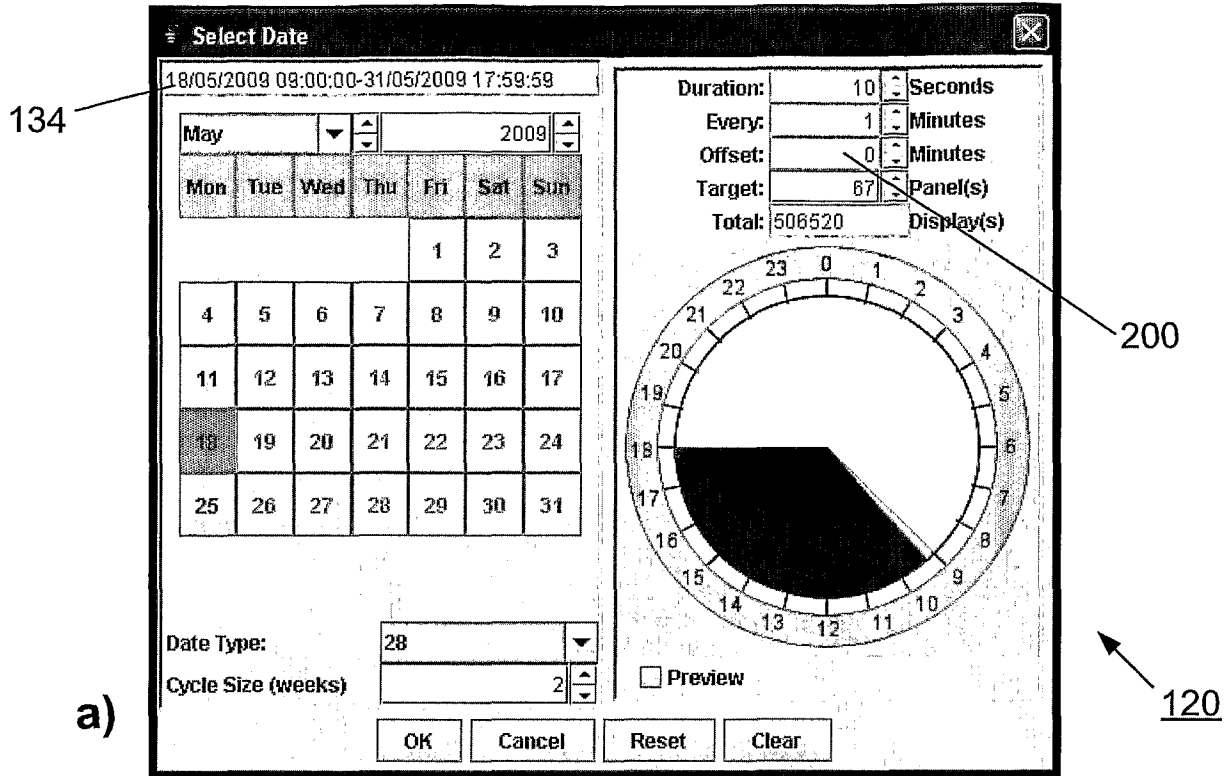 Select Date
134
18/05/2009 09:00:00-31/05/2009 17:59:59
May 2009
Mon Tue Wed Thu Fri Sat Sun
1 2 3
4 5 6 7 8 9 10
11 12 13 14 15 16 17
18 19 20 21 22 23 24
25 26 27 28 29 30 31
Date Type: 28
Cycle Size (weeks) 2
Duration: 10 Seconds
Every: 1 Minutes
Offset: 0 Minutes
Target: 67 Panel(s)
Total: 506520 Display(s)
200
0 1 2 3 4 5 6 7 8 9 10 11 12 13 14 15 16 17 18 19 20 21 22 23
Preview
120
a)
OK Cancel Reset Clear